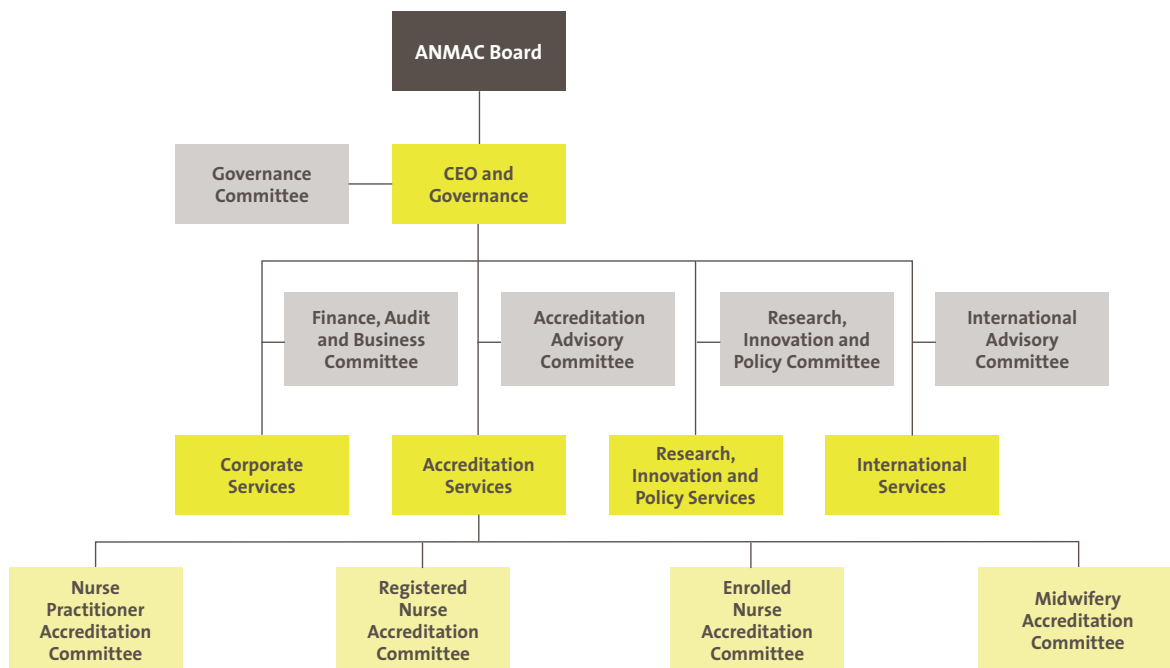 ANMAC Board
Governance
Committee
CEO and
Governance
Finance, Audit
and Business
Committee
Accreditation
Advisory
Committee
Research,
Innovation and
Policy Committee
International
Advisory
Committee
Corporate
Services
Accreditation
Services
Research,
Innovation and
Policy Services
International
Services
Nurse
Practitioner
Accreditation
Committee
Registered
Nurse
Accreditation
Committee
Enrolled
Nurse
Accreditation
Committee
Midwifery
Accreditation
Committee